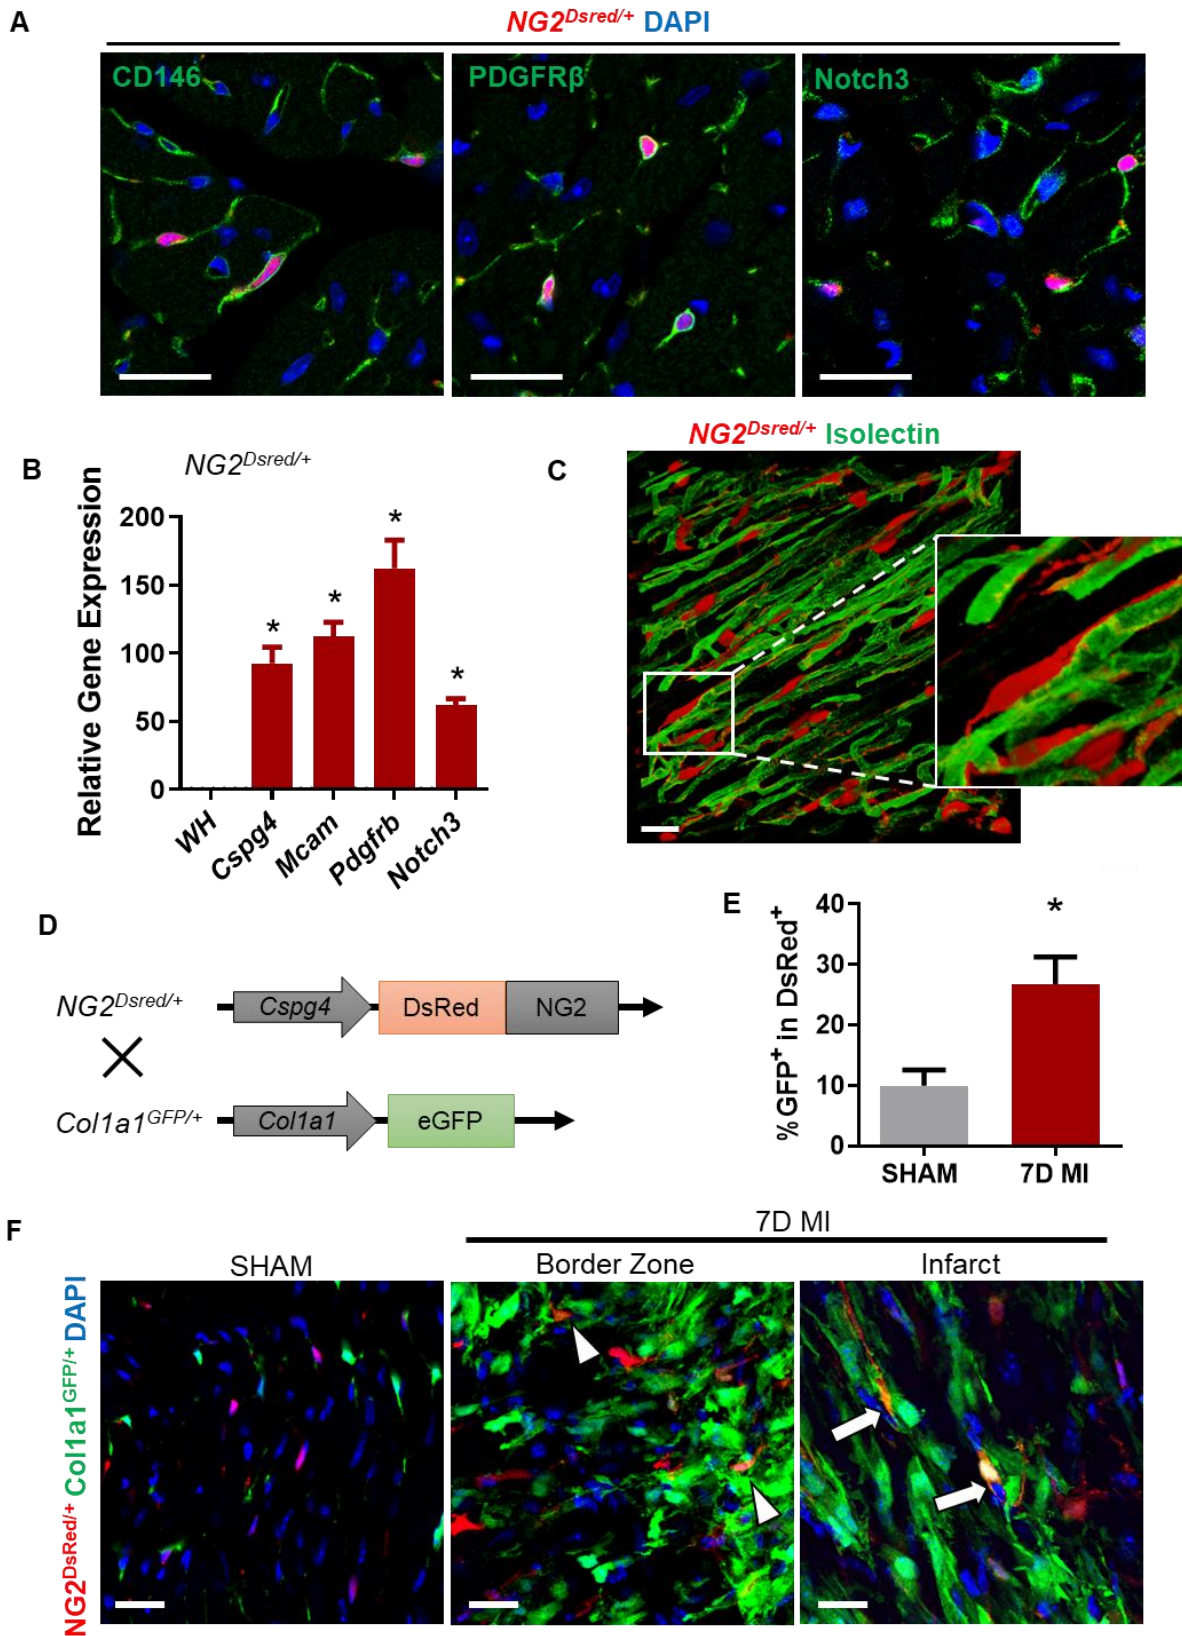 A
NG2Dsred/+ DAPI
CD146
PDGFRβ
Notch3
B
NG2Dsred/+
Relative Gene Expression
200
150
100
50
0
WH
Cspg4
Mcam
Pdgfrb
Notch3
*
*
*
*
C
NG2Dsred/+ Isolectin
D
NG2Dsred/+
Cspg4
DsRed
NG2
Col1a1GFP/+
Col1a1
eGFP
E
% GFP+ in DsRed+
40
30
20
10
0
*
SHAM
7D MI
F
7D MI
SHAM
Border Zone
Infarct
NG2DsRed/+ Col1a1GFP/+ DAPI